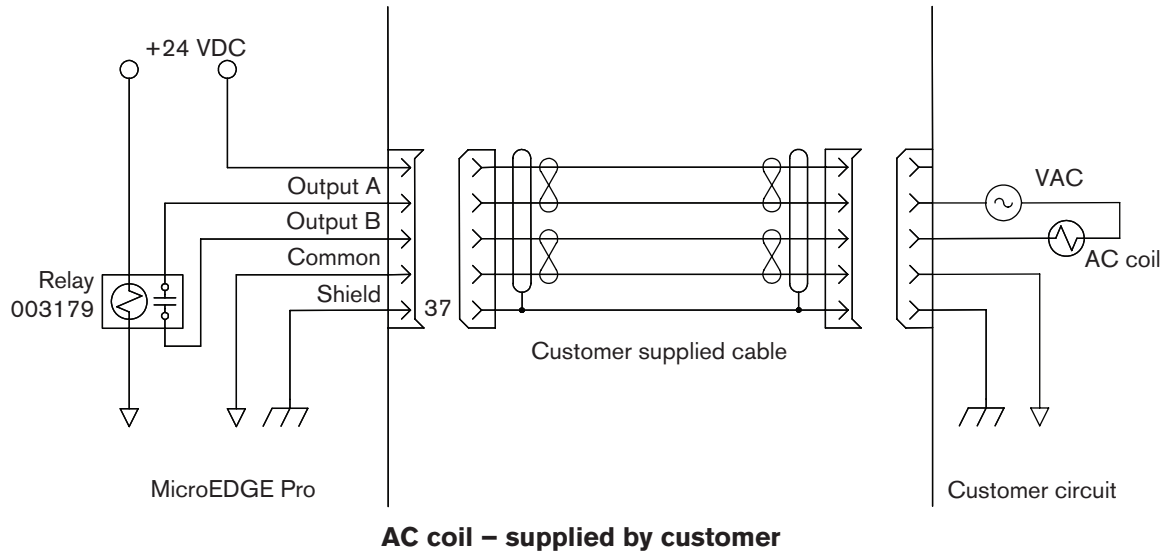 +24 VDC
Output A
Output B
Common
Shield
Relay
003179
37
VAC
AC coil
Customer supplied cable
MicroEDGE Pro
Customer circuit
AC coil – supplied by customer